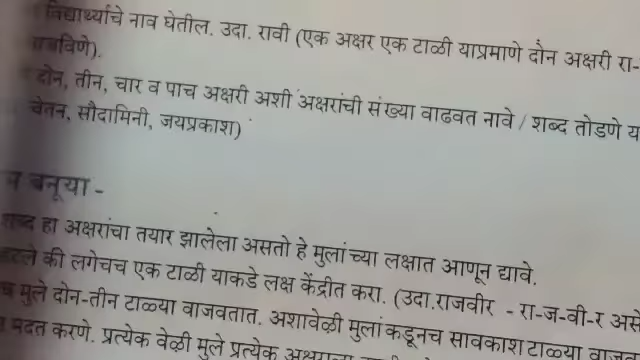 विद्यार्थ्याचे नाव घेतील. उदा. रावी (एक अक्षर एक टाळी याप्रमाणे दोन अक्षरी रा-
वाजविणे).
दोन, तीन, चार व पाच अक्षरी अशी अक्षरांची संख्या वाढवत नावे / शब्द तोडणे
चेतन, सौदामिनी, जयप्रकाश)
बनूया -
शब्द हा अक्षरांचा तयार झालेला असतो हे मुलांच्या लक्षात आणून द्यावे.
की लगेचच एक टाळी याकडे लक्ष केंद्रीत करा. (उदा.राजवीर - रा-ज-वी-र
मुले दोन-तीन टाळ्या वाजवतात. अशावेळी मुलांकडूनच सावकाश टाळ्या
मदत करणे. प्रत्येक वेळी मुले प्रत्येक